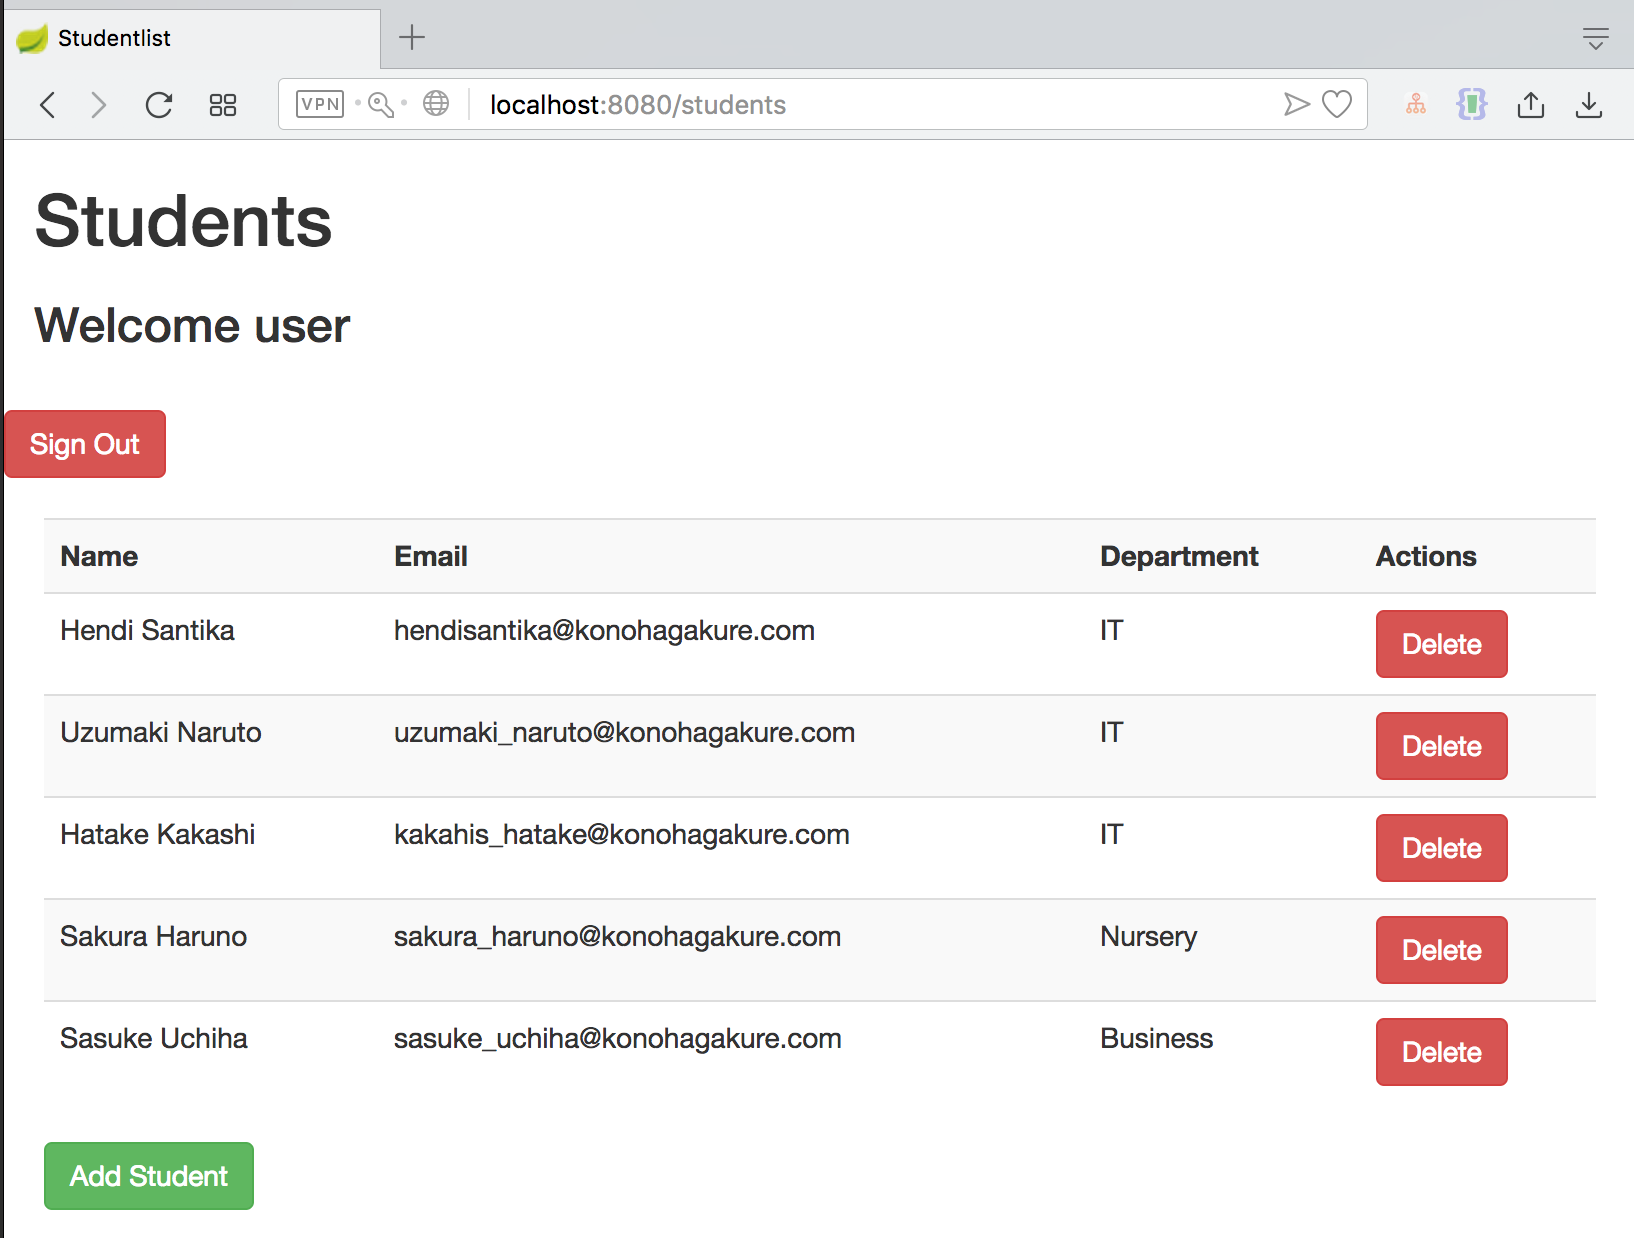 Studentlist
VPN localhost:8080/students
Students
Welcome user
Sign Out
Name Email Department Actions
Hendi Santika hendisantika@konohagakure.com IT Delete
Uzumaki Naruto uzumaki_naruto@konohagakure.com IT Delete
Hatake Kakashi kakahis_hatake@konohagakure.com IT Delete
Sakura Haruno sakura_haruno@konohagakure.com Nursery Delete
Sasuke Uchiha sasuke_uchiha@konohagakure.com Business Delete
Add Student